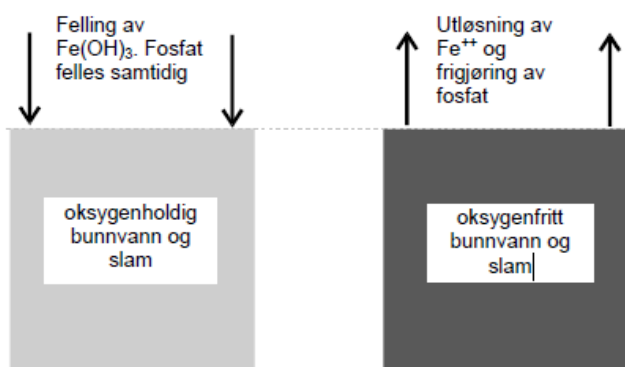 Felling av
Fe(OH)₃. Fosfat
felles samtidig
Utløsning av
Fe⁺⁺ og
frigjøring av
fosfat
oksygenholdig
bunnvann og
slam
oksygenfritt
bunnvann og
slam